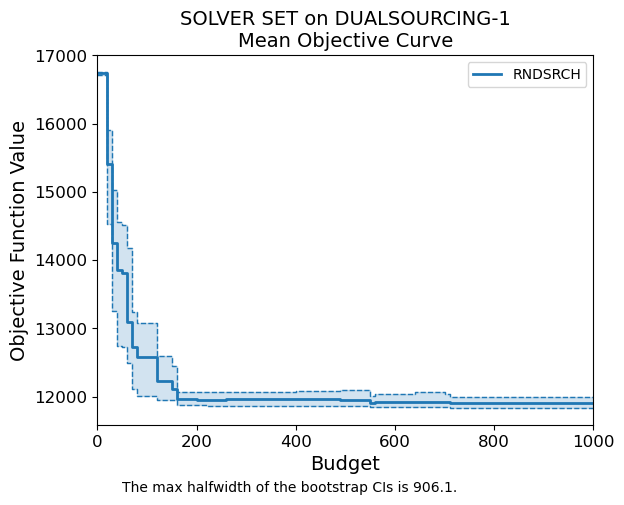 SOLVER SET on DUALSOURCING-1
Mean Objective Curve
17000
16000
15000
14000
13000
12000
Objective Function Value
RNDSRCH
0
200
400
600
800
1000
Budget
The max halfwidth of the bootstrap CIs is 906.1.